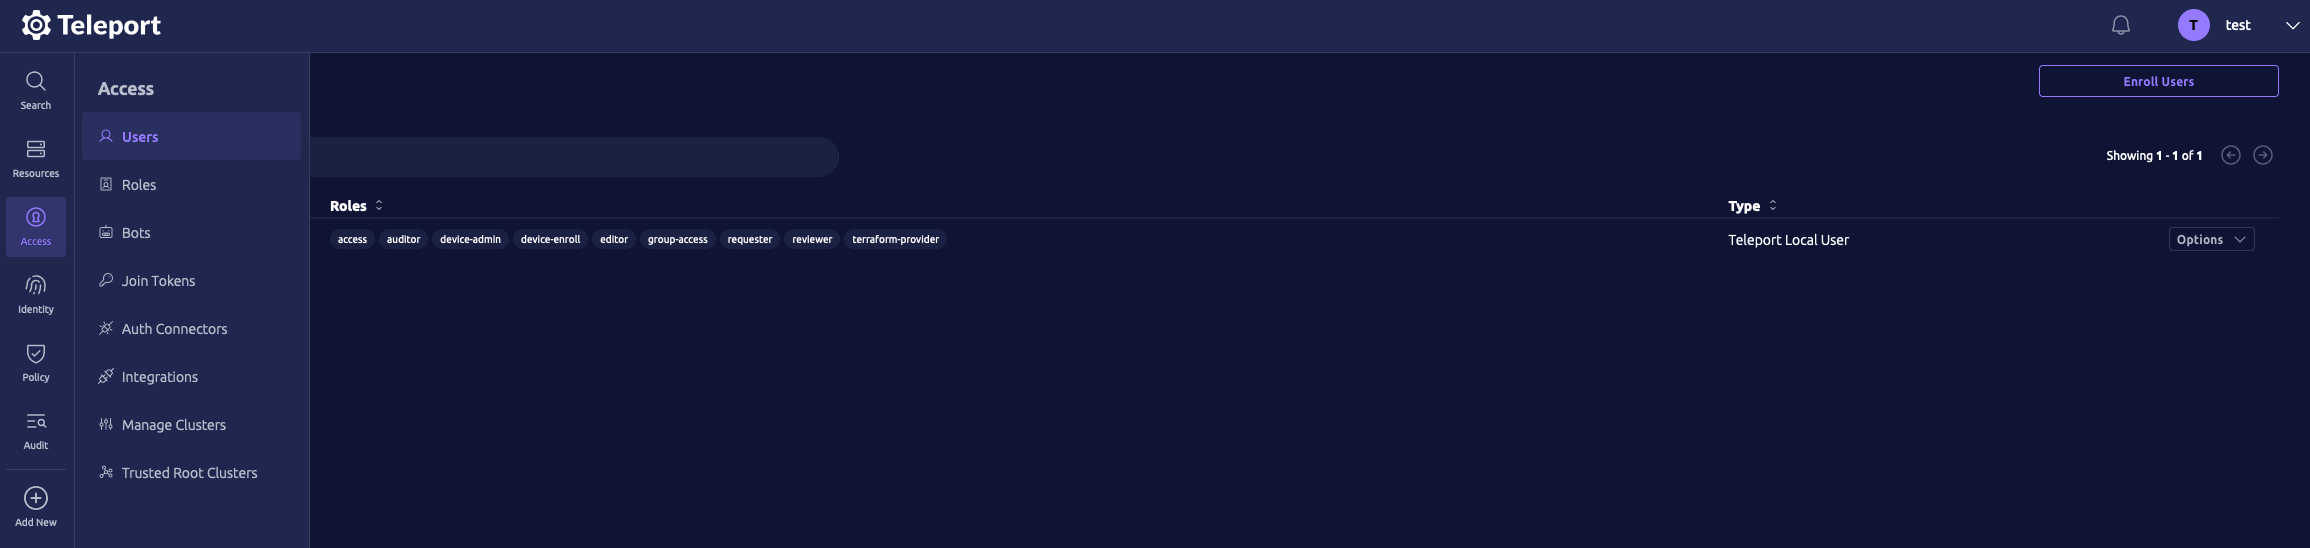 Teleport
T
test
Search
Resources
Access
Identity
Policy
Audit
Add New
Access
Users
Roles
Bots
Join Tokens
Auth Connectors
Integrations
Manage Clusters
Trusted Root Clusters
Enroll Users
Showing 1 - 1 of 1
Roles Type
access auditor device-admin device-enroll editor group-access requester reviewer terraform-provider Teleport Local User Options